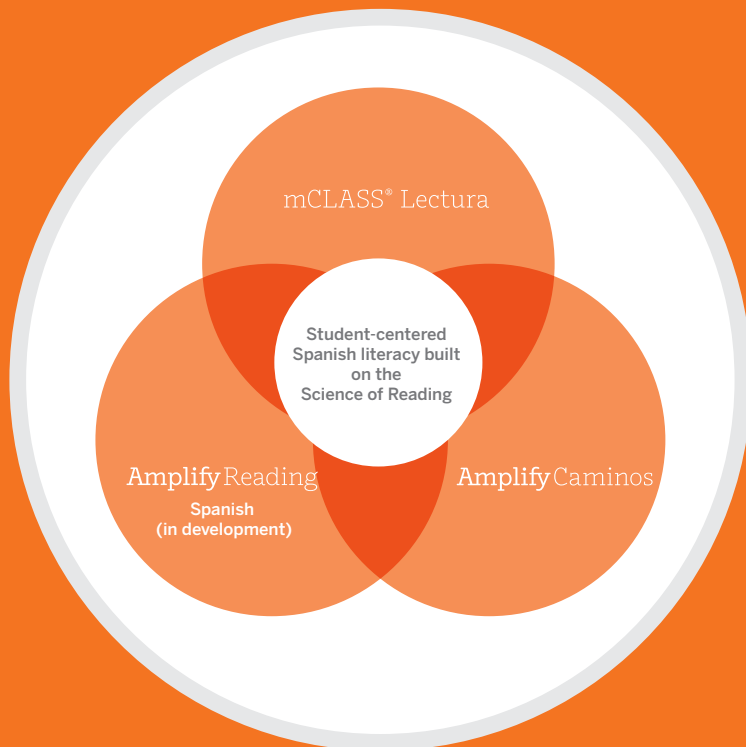 mCLASS® Lectura
Student-centered
Spanish literacy built
on the
Science of Reading
Amplify Reading
Spanish
(in development)
Amplify Caminos